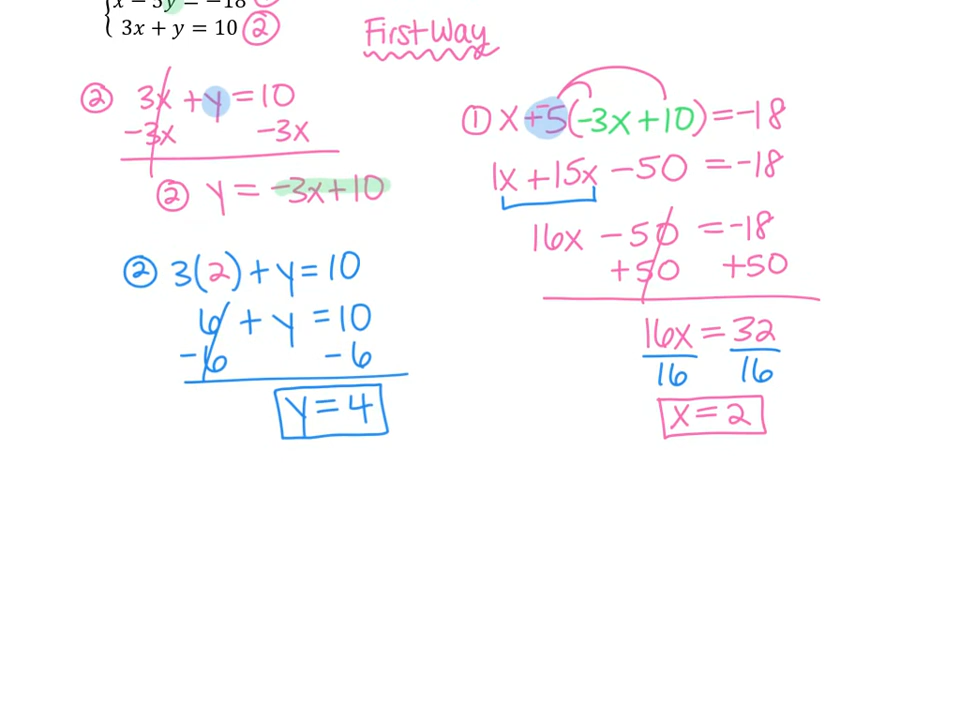 x − 5y = −18
3x + y = 10 ②
First Way
② 3x + y = 10
−3x −3x
② y = −3x + 10
② 3(2) + y = 10
6 + y = 10
−6 −6
y = 4
① x + −5(−3x + 10) = −18
1x + 15x − 50 = −18
16x − 50 = −18
+50 +50
16x = 32
16 16
x = 2